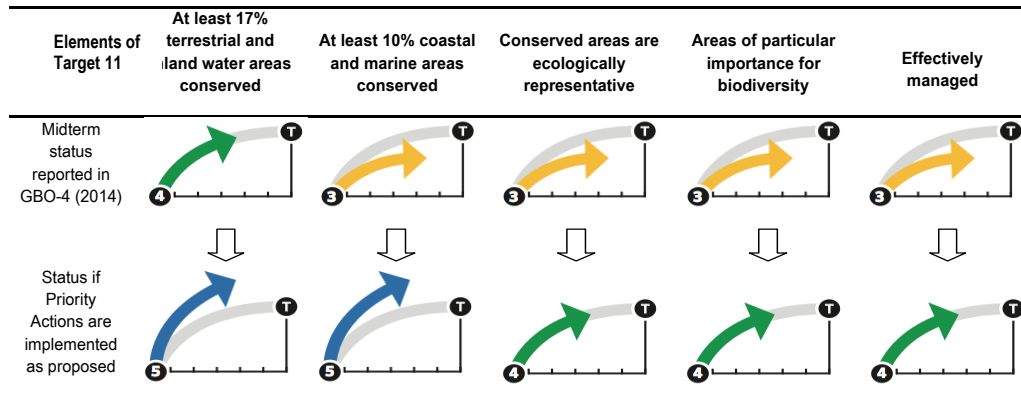 Elements of
Target 11
At least 17%
terrestrial and
land water areas
conserved
At least 10% coastal
and marine areas
conserved
Conserved areas are
ecologically
representative
Areas of particular
importance for
biodiversity
Effectively
managed
Midterm
status
reported in
GBO-4 (2014)
T
4
T
3
T
3
T
3
T
3
Status if
Priority
Actions are
implemented
as proposed
T
5
T
5
T
4
T
4
T
4